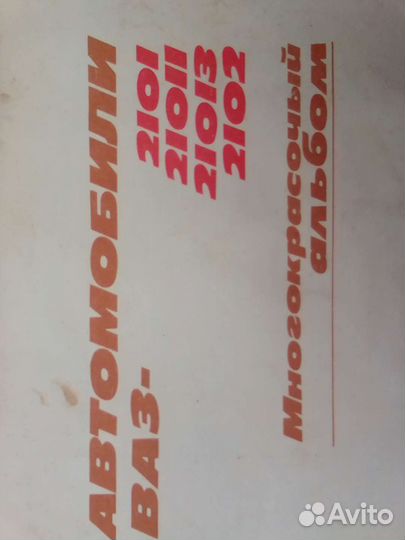 АВТОМОБИЛИ
ВАЗ-
2101
21011
21013
2102
Многокрасочный
альбом
Avito